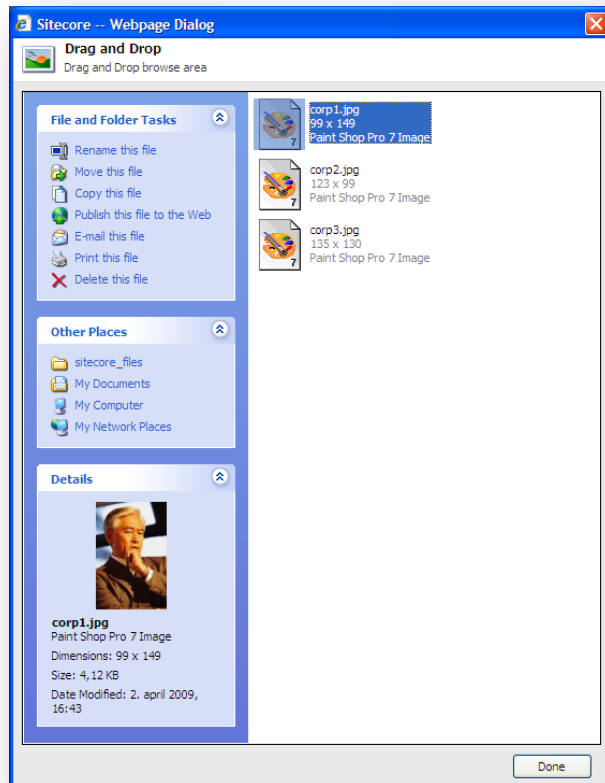 Sitecore -- Webpage Dialog
Drag and Drop
Drag and Drop browse area
File and Folder Tasks
Rename this file
Move this file
Copy this file
Publish this file to the Web
E-mail this file
Print this file
Delete this file
Other Places
sitecore_files
My Documents
My Computer
My Network Places
Details
corp1.jpg
Paint Shop Pro 7 Image
Dimensions: 99 x 149
Size: 4,12 KB
Date Modified: 2. april 2009,
16:43
7
corp1.jpg
99 x 149
Paint Shop Pro 7 Image
7
corp2.jpg
123 x 99
Paint Shop Pro 7 Image
7
corp3.jpg
135 x 130
Paint Shop Pro 7 Image
Done